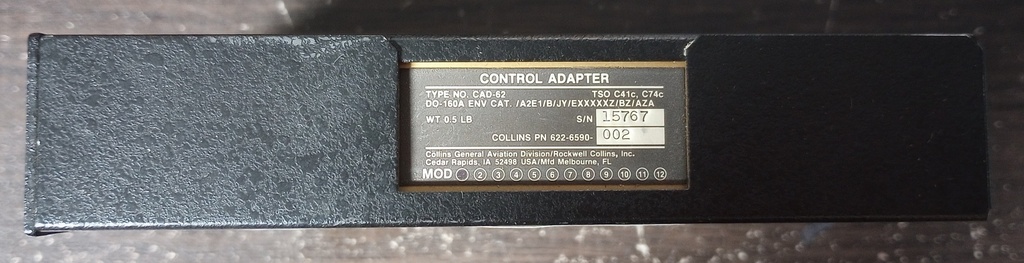 CONTROL ADAPTER
TYPE NO. CAD-62 TSO C41c, C74c
DO-160A ENV CAT. /A2E1/B/JY/EXXXXXZ/BZ/AZA
WT 0.5 LB S/N 15767
COLLINS PN 622-6590- 002
Collins General Aviation Division/Rockwell Collins, Inc.
Cedar Rapids, IA 52498 USA/Mfd Melbourne, FL
MOD 2 3 4 5 6 7 8 9 10 11 12